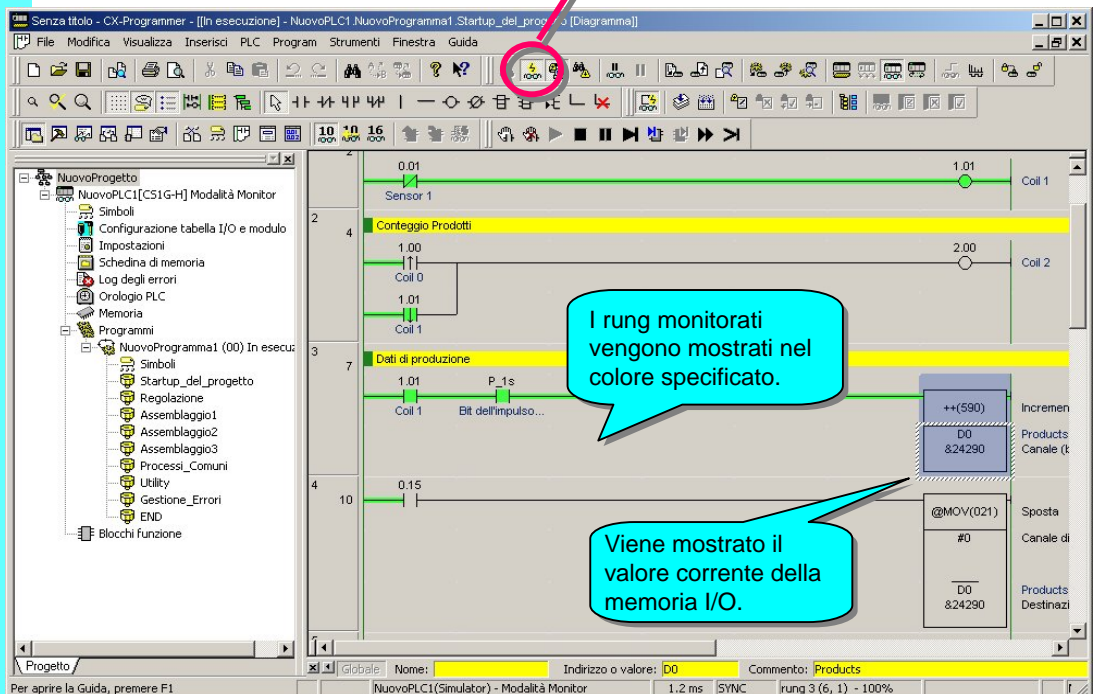 Senza titolo - CX-Programmer - [[In esecuzione] - NuovoPLC1.NuovoProgramma1.Startup_del_progetto [Diagramma]]
File Modifica Visualizza Inserisci PLC Program Strumenti Finestra Guida
10 10 16
NuovoProgetto
NuovoPLC1[CS1G-H] Modalità Monitor
Simboli
Configurazione tabella I/O e modulo
Impostazioni
Schedina di memoria
Log degli errori
Orologio PLC
Memoria
Programmi
NuovoProgramma1 (00) In esecuz
Simboli
Startup_del_progetto
Regolazione
Assemblaggio1
Assemblaggio2
Assemblaggio3
Processi_Comuni
Utility
Gestione_Errori
END
Blocchi funzione
Progetto
2
0.01
1.01
Sensor 1
Coil 1
2
4
Conteggio Prodotti
1.00
2.00
Coil 0
Coil 2
1.01
Coil 1
3
7
Dati di produzione
1.01
P_1s
Coil 1
Bit dell'impulso...
++(590)
Incremen
D0
&24290
Products
Canale (b
4
10
0.15
@MOV(021)
Sposta
#0
Canale di
D0
&24290
Products
Destinazi
I rung monitorati
vengono mostrati nel
colore specificato.
Viene mostrato il
valore corrente della
memoria I/O.
Globale Nome: Indirizzo o valore: D0 Commento: Products
Per aprire la Guida, premere F1
NuovoPLC1(Simulator) - Modalità Monitor
1.2 ms
SYNC
rung 3 (6, 1) - 100%